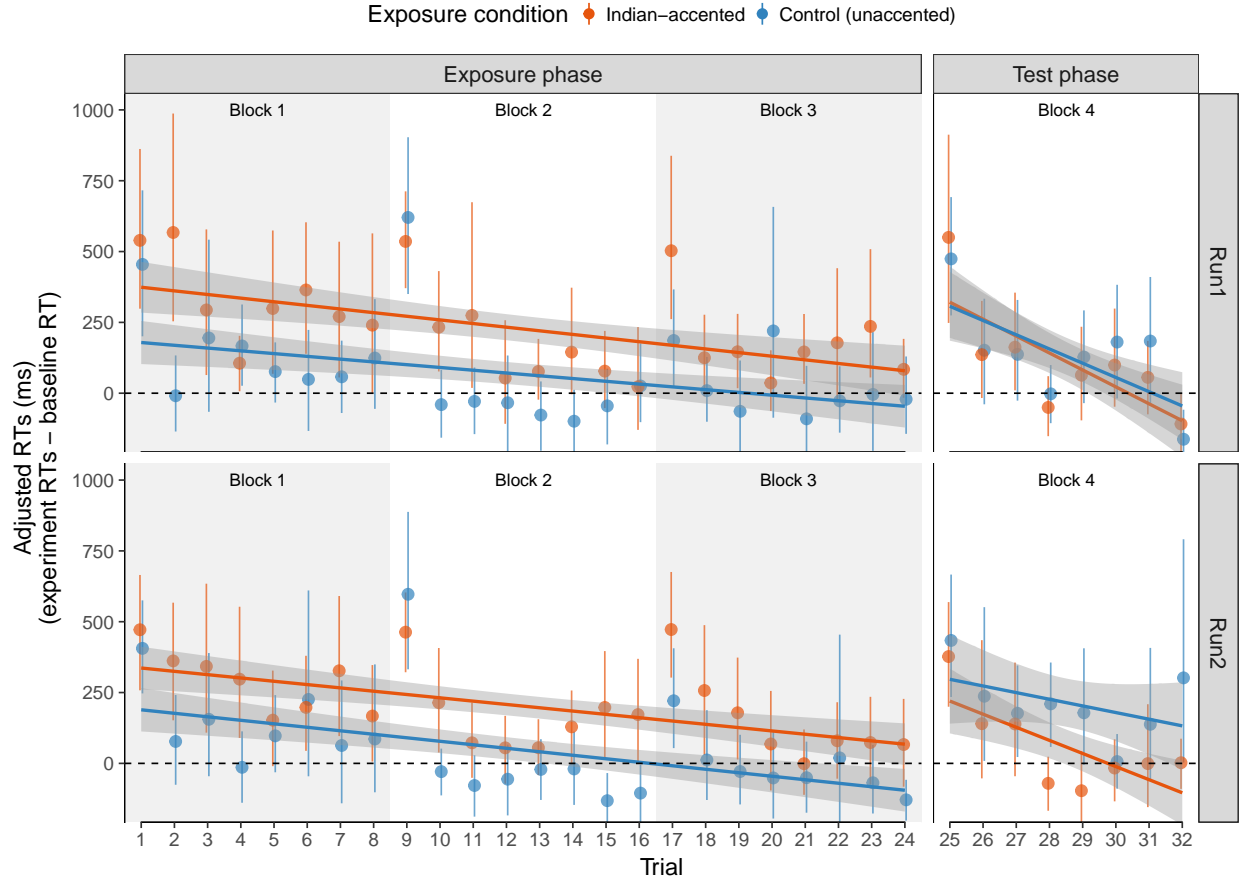 Exposure condition Indian−accented Control (unaccented)
Exposure phase Test phase
Block 1 Block 2 Block 3 Block 4
Run1
1000
750
500
250
0
Block 1 Block 2 Block 3 Block 4
Run2
1000
750
500
250
0
Adjusted RTs (ms)
(experiment RTs − baseline RT)
1 2 3 4 5 6 7 8 9 10 11 12 13 14 15 16 17 18 19 20 21 22 23 24 25 26 27 28 29 30 31 32
Trial